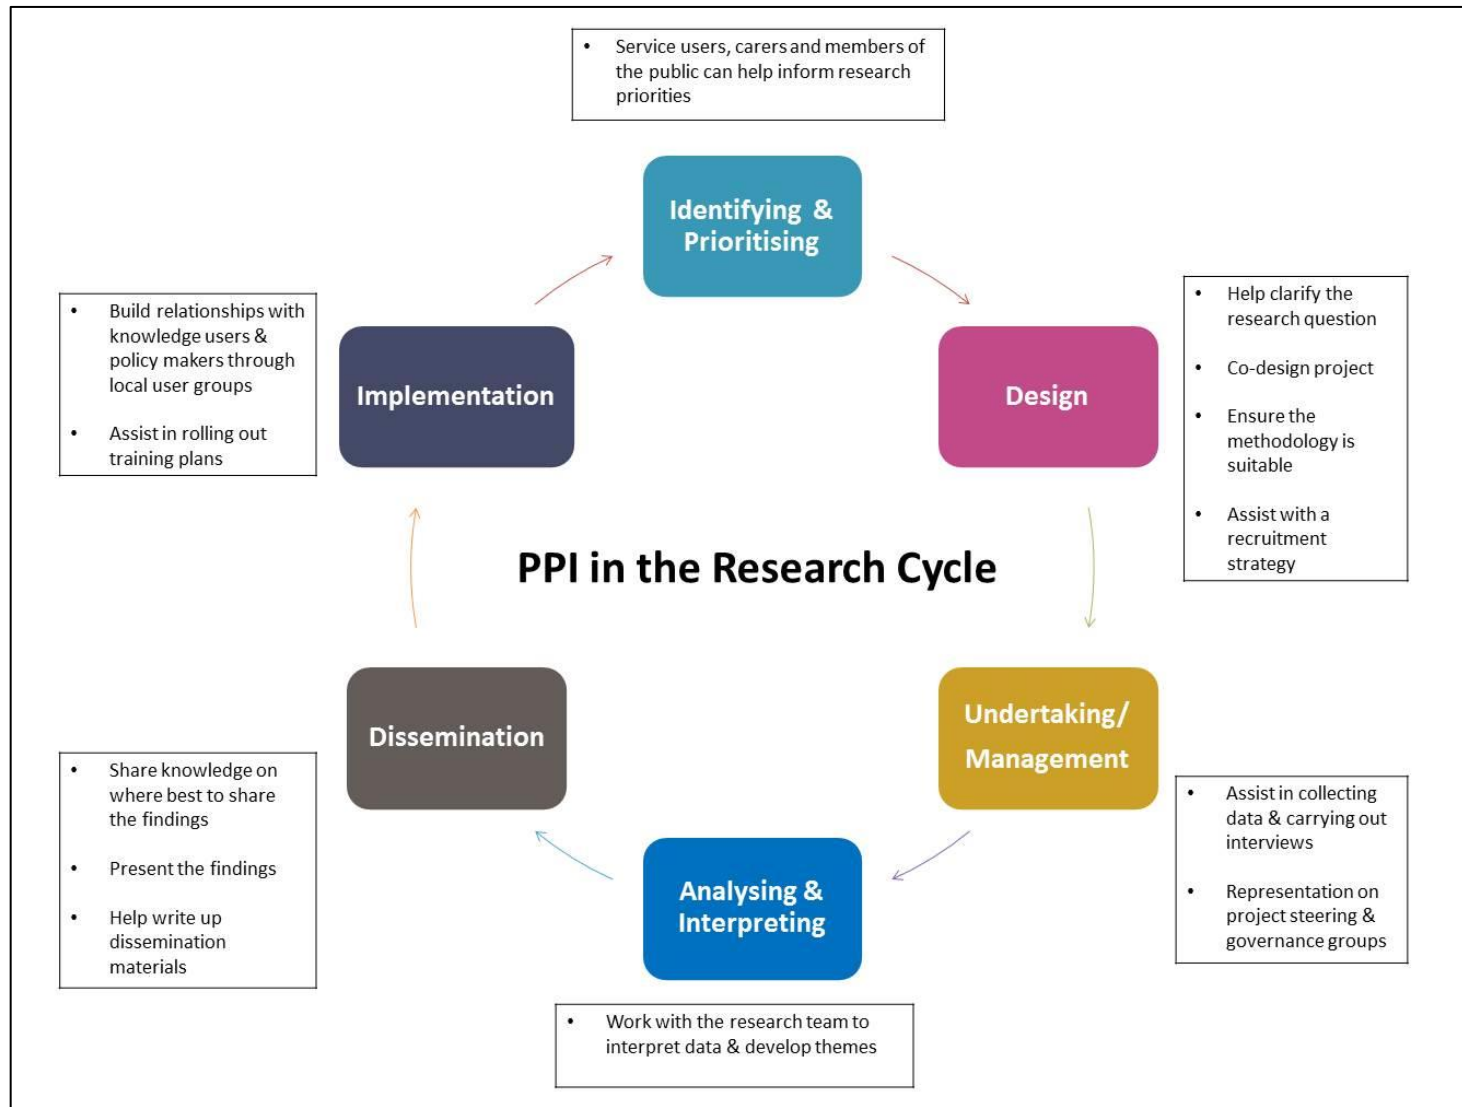 • Service users, carers and members of
the public can help inform research
priorities
Identifying &
Prioritising
• Help clarify the
research question
• Co-design project
• Ensure the
methodology is
suitable
• Assist with a
recruitment
strategy
Design
• Build relationships with
knowledge users &
policy makers through
local user groups
• Assist in rolling out
training plans
Implementation
PPI in the Research Cycle
Undertaking/
Management
• Assist in collecting
data & carrying out
interviews
• Representation on
project steering &
governance groups
Dissemination
• Share knowledge on
where best to share
the findings
• Present the findings
• Help write up
dissemination
materials
Analysing &
Interpreting
• Work with the research team to
interpret data & develop themes